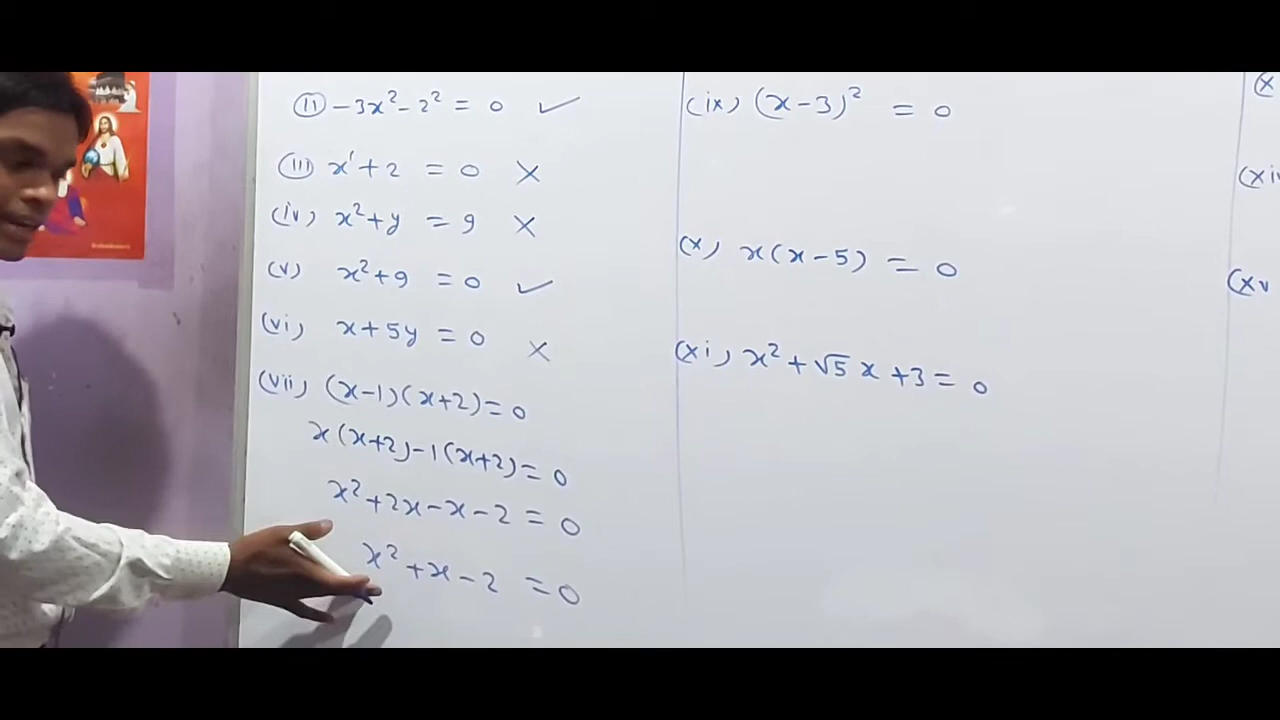 (ii) -3x² - 2² = 0 ✓
(iii) x¹ + 2 = 0 ×
(iv) x² + y = 9 ×
(v) x² + 9 = 0 ✓
(vi) x + 5y = 0 ×
(vii) (x-1)(x+2) = 0
x(x+2) - 1(x+2) = 0
x² + 2x - x - 2 = 0
x² + x - 2 = 0
(ix) (x-3)² = 0
(x) x(x-5) = 0
(xi) x² + √5 x + 3 = 0
(x
(xiv
(xv